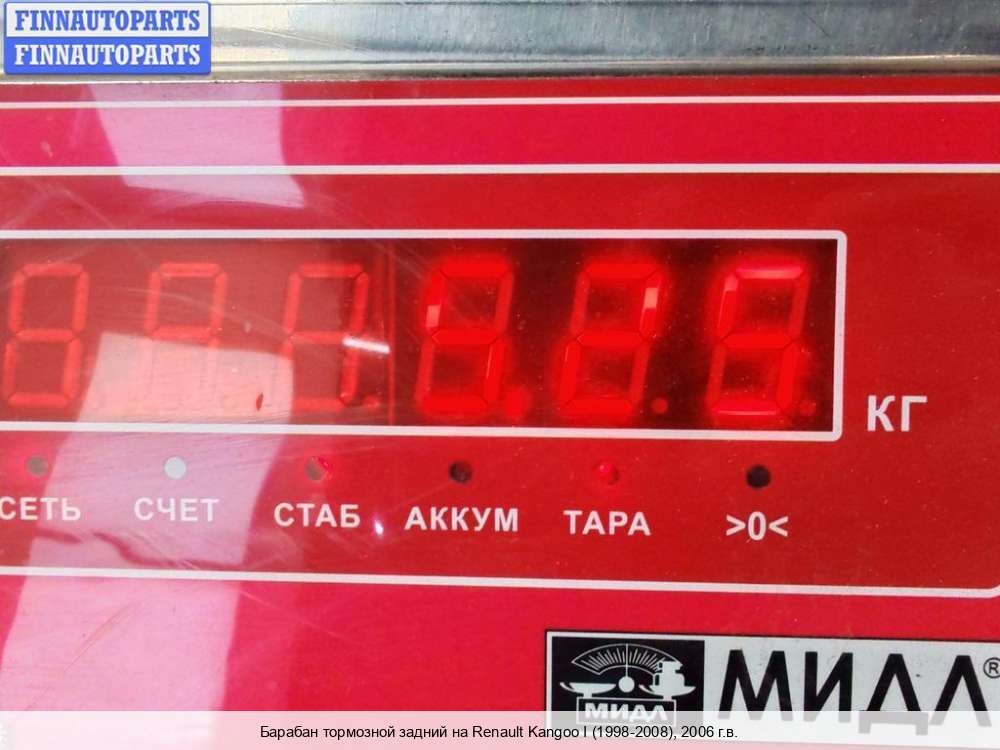 FINNAUTOPARTS
FINNAUTOPARTS
КГ
СЕТЬ СЧЕТ СТАБ АККУМ ТАРА >0<
МИДЛ МИДЛ®
Барабан тормозной задний на Renault Kangoo I (1998-2008), 2006 г.в.